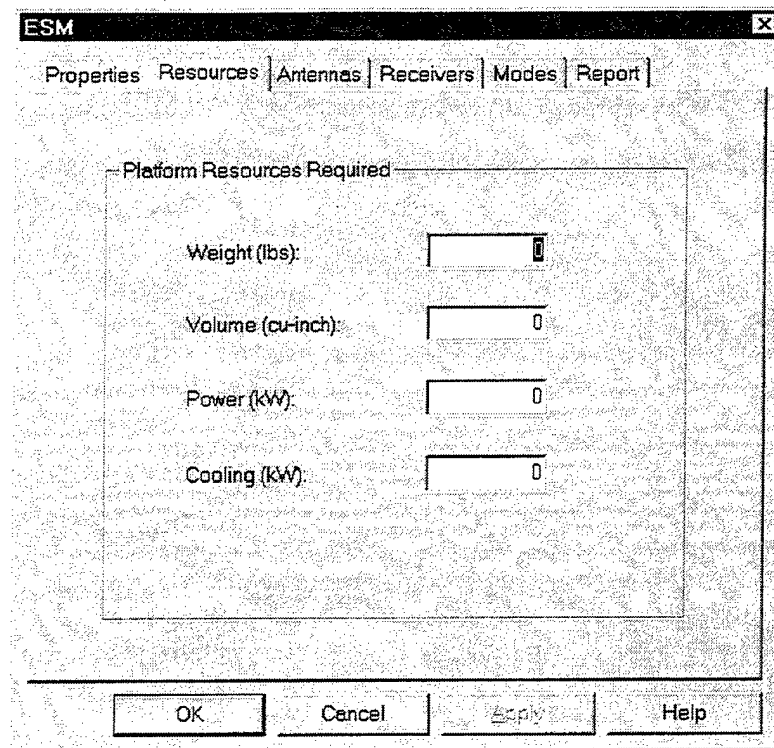 ESM
Properties Resources Antennas Receivers Modes Report
Platform Resources Required
Weight (lbs): 0
Volume (cu-inch): 0
Power (kW): 0
Cooling (kW): 0
OK Cancel Apply Help